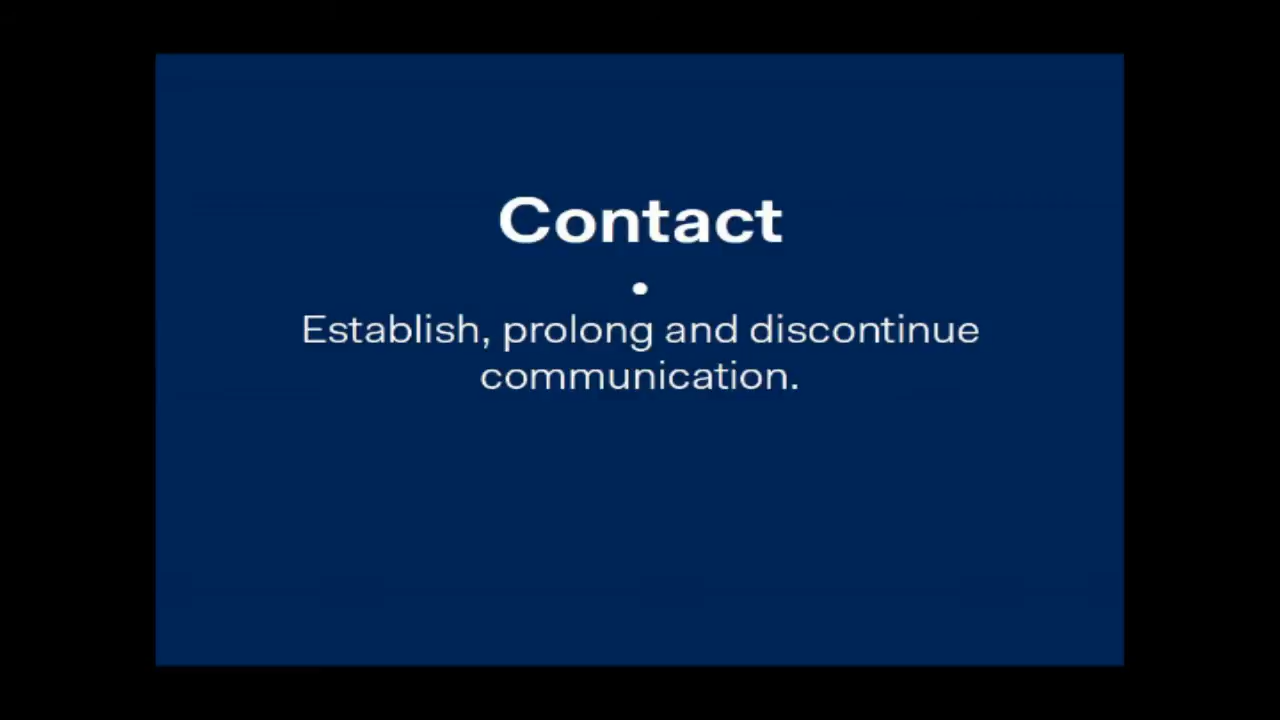 Contact
•
Establish, prolong and discontinue
communication.